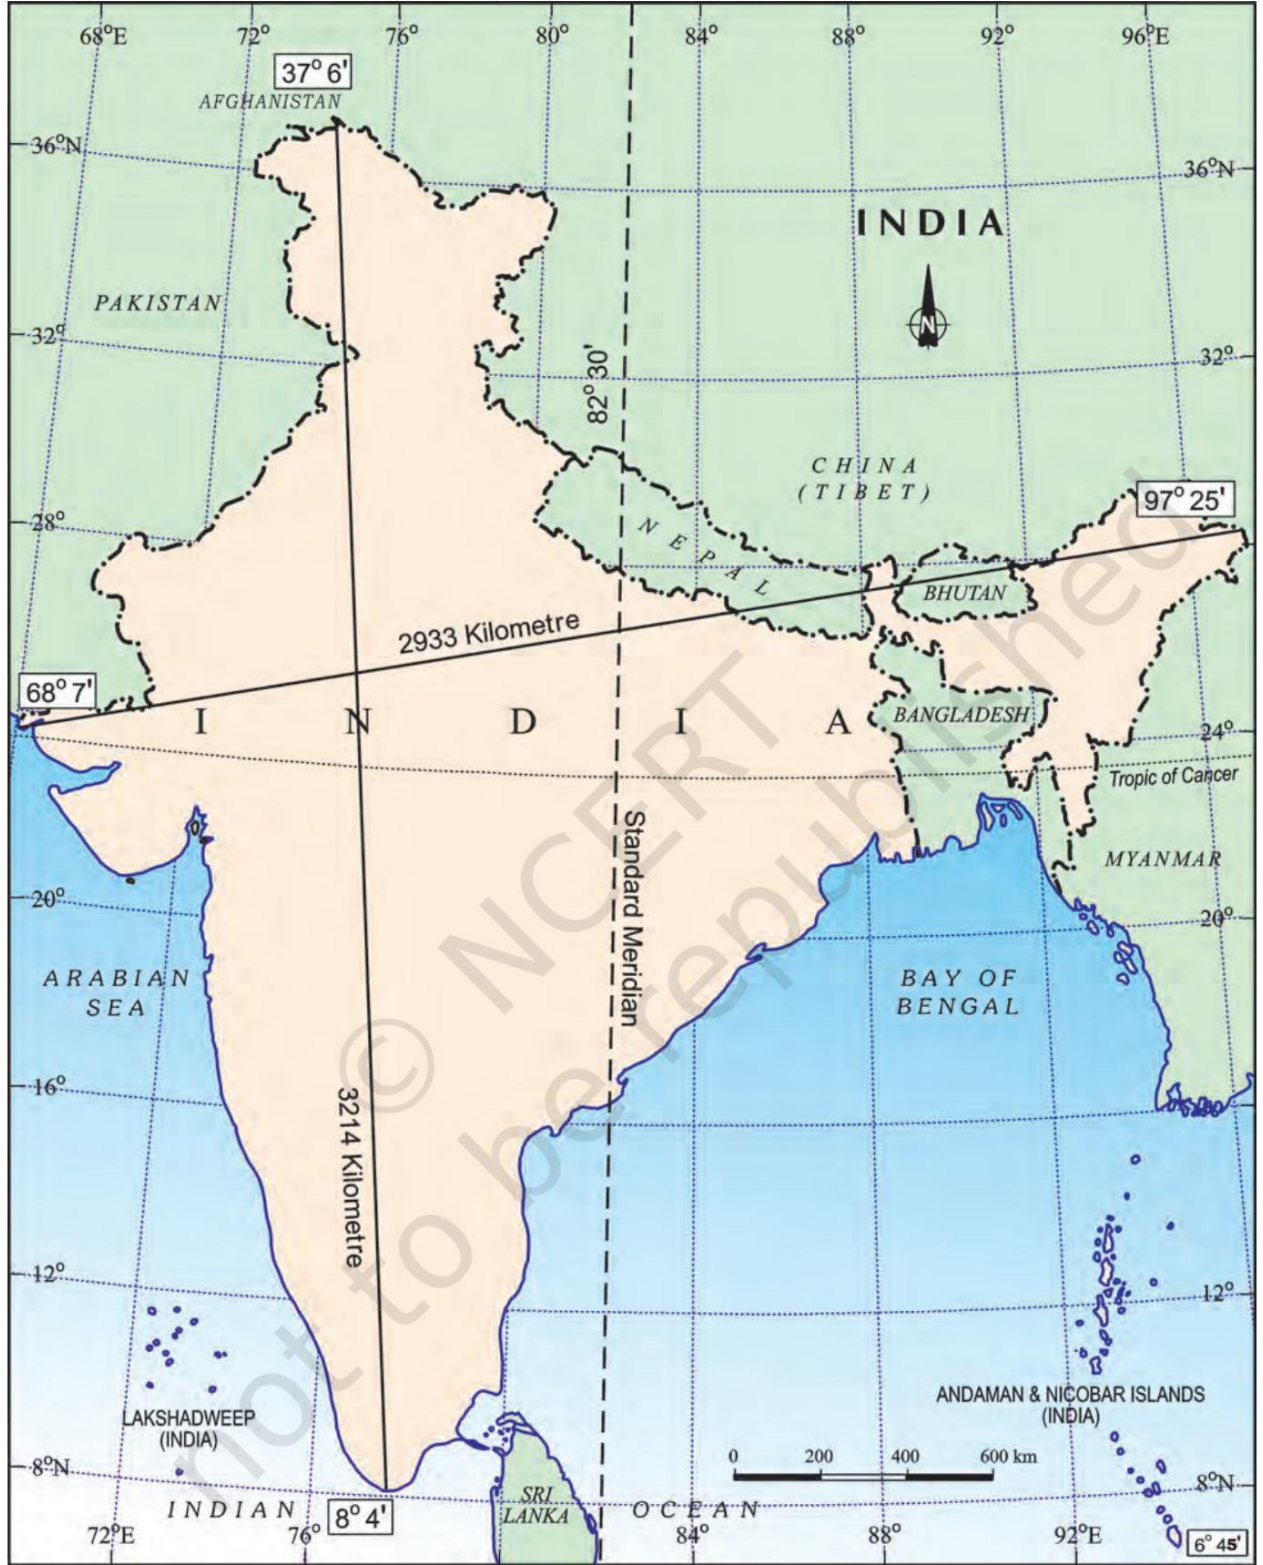 68°E 72° 76° 80° 84° 88° 92° 96°E
37° 6'
AFGHANISTAN
36°N
36°N
INDIA
N
PAKISTAN
32°
32°
82° 30'
CHINA
(TIBET)
97° 25'
28°
NEPAL
BHUTAN
2933 Kilometre
68° 7'
I N D I A
BANGLADESH
24°
Tropic of Cancer
Standard Meridian
MYANMAR
20°
20°
ARABIAN
SEA
BAY OF
BENGAL
© NCERT
not to be republished
16°
3214 Kilometre
12°
12°
ANDAMAN & NICOBAR ISLANDS
(INDIA)
LAKSHADWEEP
(INDIA)
0 200 400 600 km
8°N
8°N
SRI
LANKA
INDIAN OCEAN
8° 4'
72°E 76° 84° 88° 92°E
6° 45'